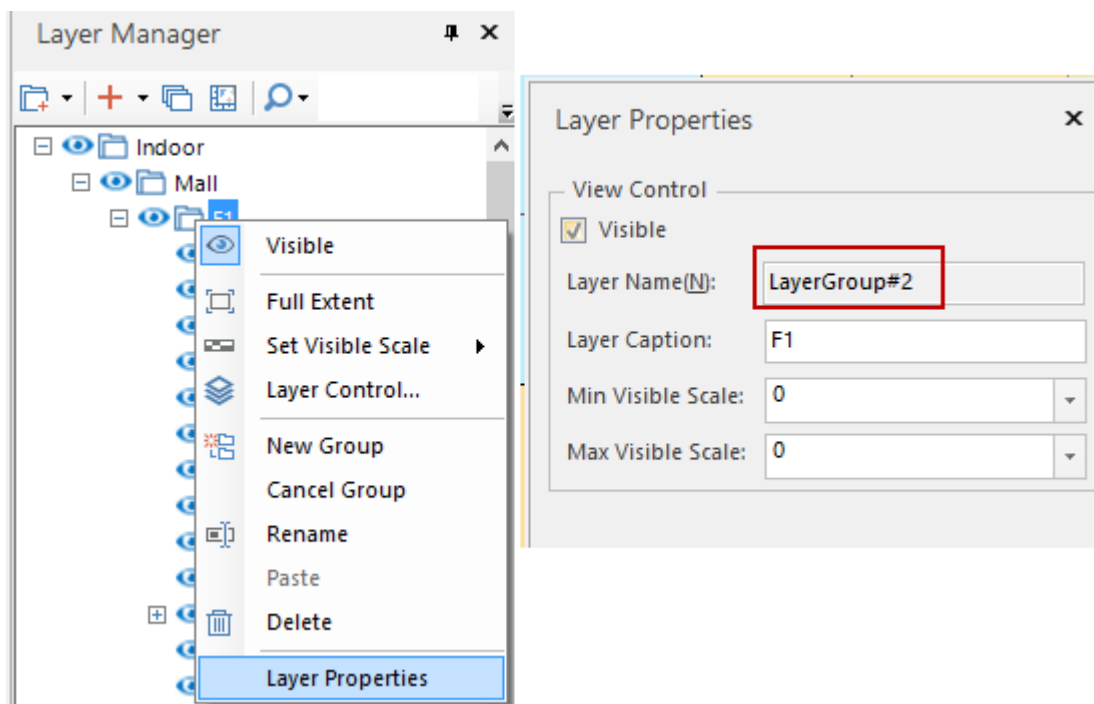 Layer Manager
Indoor
Mall
F1
Visible
Full Extent
Set Visible Scale
Layer Control...
New Group
Cancel Group
Rename
Paste
Delete
Layer Properties
Layer Properties
View Control
Visible
Layer Name(N): LayerGroup#2
Layer Caption: F1
Min Visible Scale: 0
Max Visible Scale: 0